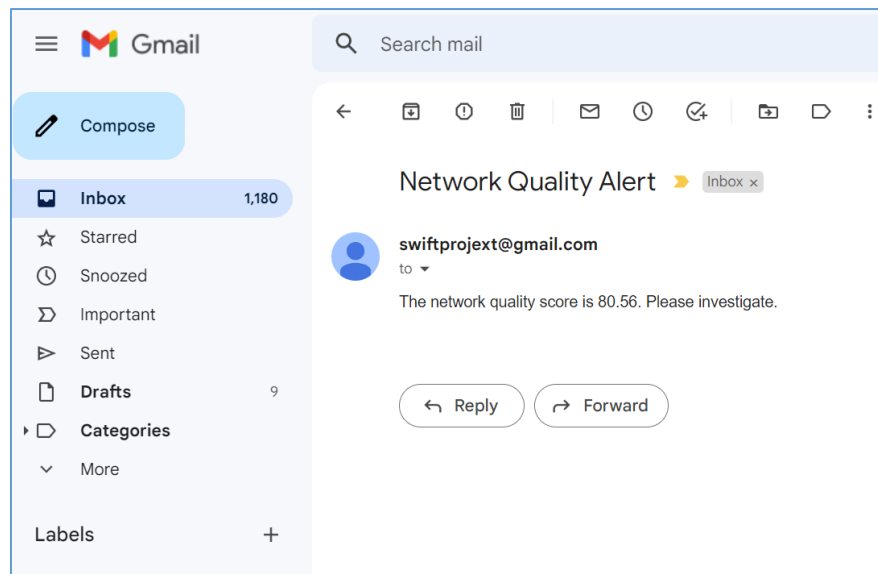 Gmail
Search mail
Compose
Inbox 1,180
Starred
Snoozed
Important
Sent
Drafts 9
Categories
More
Labels +
Network Quality Alert Inbox x
swiftprojext@gmail.com
to
The network quality score is 80.56. Please investigate.
Reply Forward